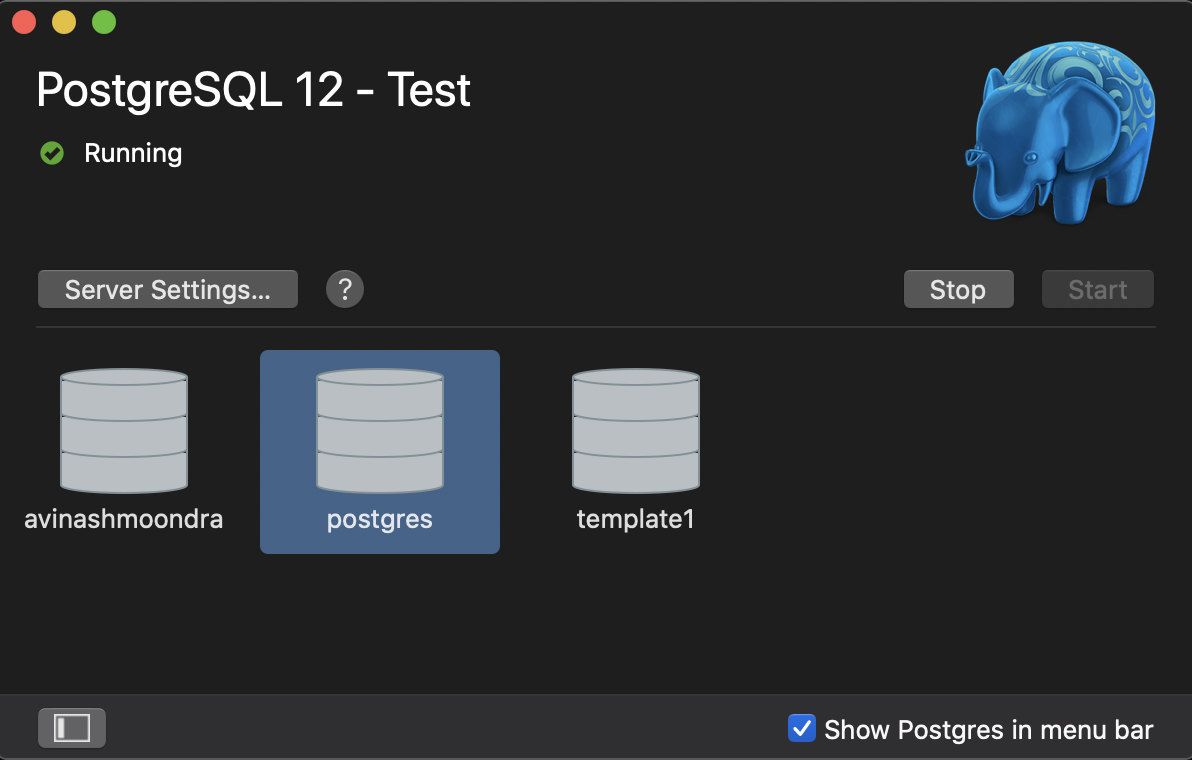 PostgreSQL 12 - Test
Running
Server Settings...
?
Stop
Start
avinashmoondra
postgres
template1
Show Postgres in menu bar